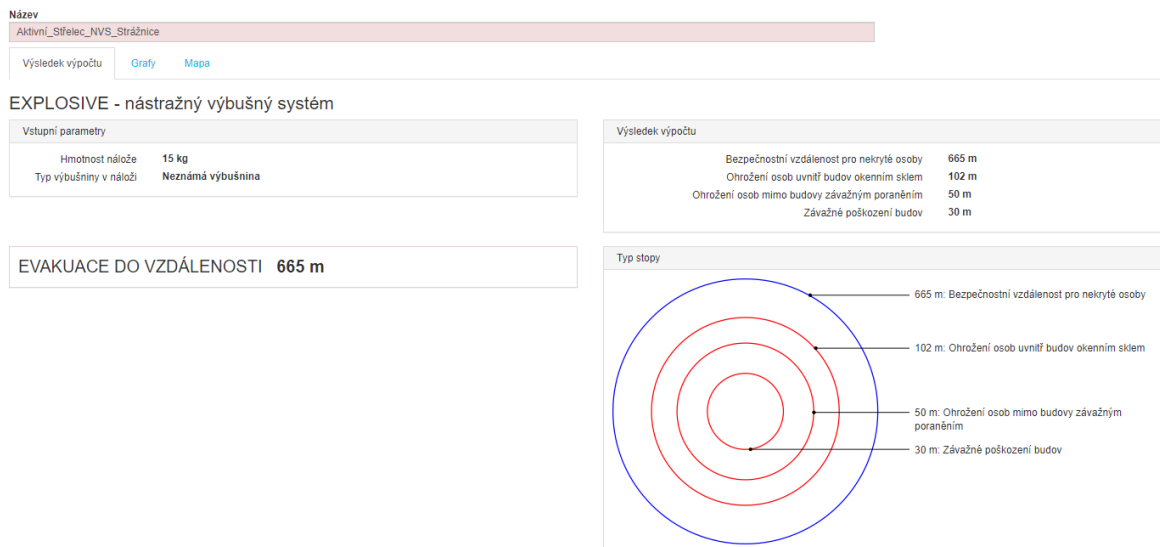 Název
Aktivní_Střelec_NVS_Strážnice
Výsledek výpočtu
Grafy
Mapa
EXPLOSIVE - nástražný výbušný systém
Vstupní parametry
Hmotnost nálože 15 kg
Typ výbušniny v náloži Neznámá výbušnina
Výsledek výpočtu
Bezpečnostní vzdálenost pro nekryté osoby 665 m
Ohrožení osob uvnitř budov okenním sklem 102 m
Ohrožení osob mimo budovy závažným poraněním 50 m
Závažné poškození budov 30 m
EVAKUACE DO VZDÁLENOSTI 665 m
Typ stopy
665 m: Bezpečnostní vzdálenost pro nekryté osoby
102 m: Ohrožení osob uvnitř budov okenním sklem
50 m: Ohrožení osob mimo budovy závažným
poraněním
30 m: Závažné poškození budov